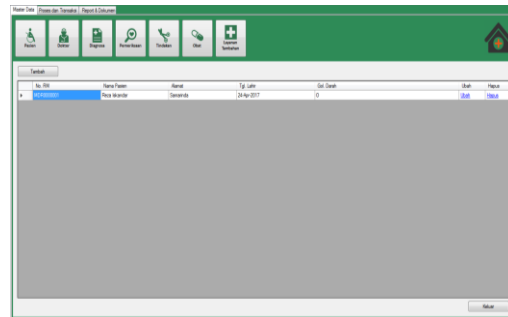 Master Data Proses dan Transaksi Report & Dokumen
Pasien Dokter Diagnosa Pemeriksaan Tindakan Obat Layanan Tambahan
Tambah
No. RM Nama Pasien Alamat Tgl. Lahir Gol. Darah Ubah Hapus
Reza Iskandar Samarinda 24-Apr-2017 O Ubah Hapus
Keluar